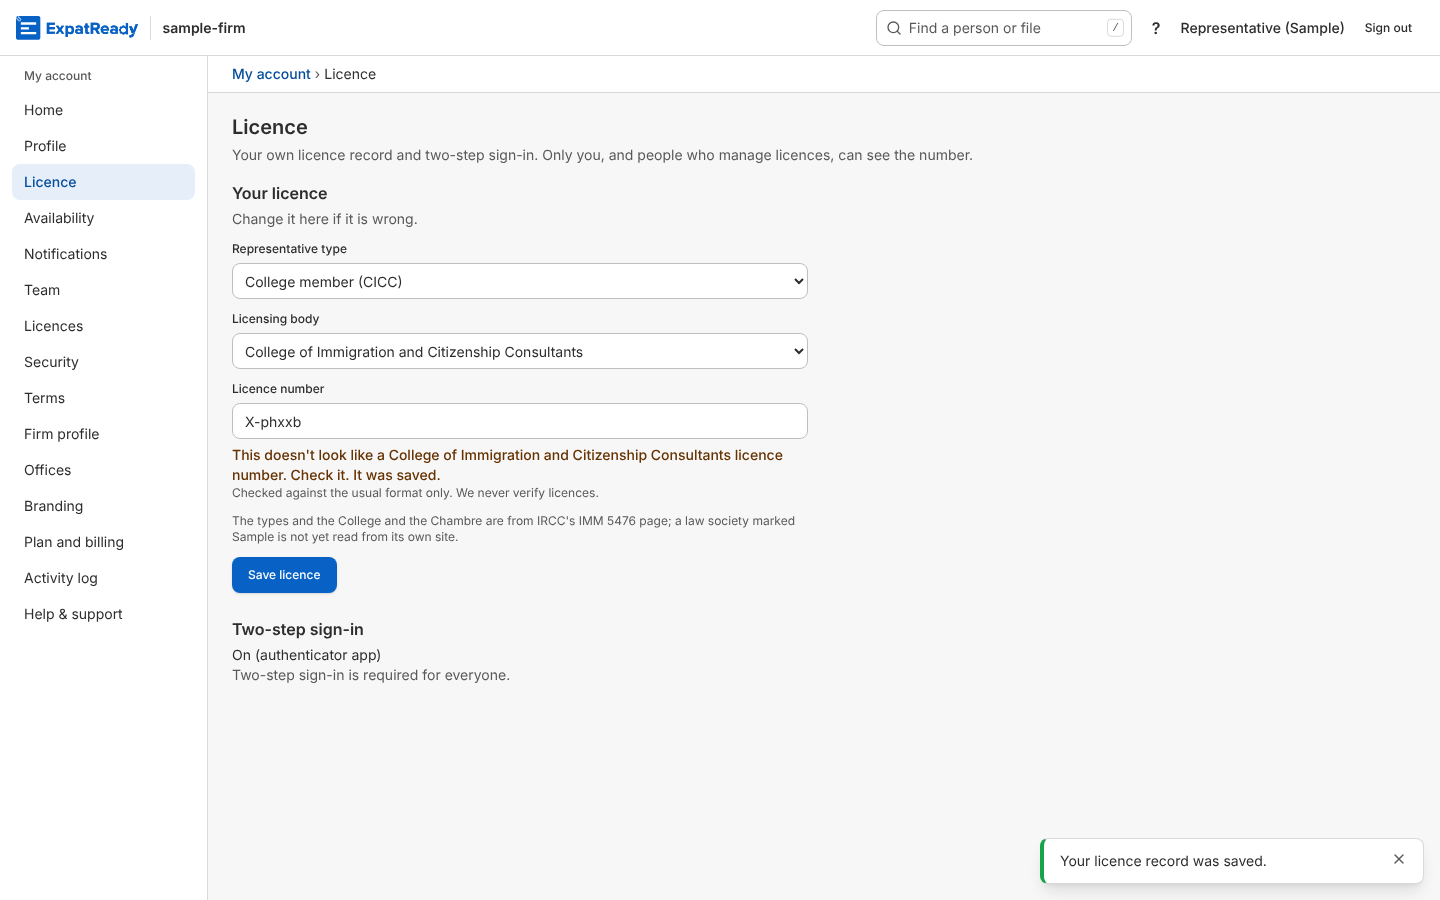 ExpatReady
sample-firm
Find a person or file
/
?
Representative (Sample)
Sign out
My account
Home
Profile
Licence
Availability
Notifications
Team
Licences
Security
Terms
Firm profile
Offices
Branding
Plan and billing
Activity log
Help & support
My account › Licence
Licence
Your own licence record and two-step sign-in. Only you, and people who manage licences, can see the number.
Your licence
Change it here if it is wrong.
Representative type
College member (CICC)
Licensing body
College of Immigration and Citizenship Consultants
Licence number
X-phxxb
This doesn't look like a College of Immigration and Citizenship Consultants licence
number. Check it. It was saved.
Checked against the usual format only. We never verify licences.
The types and the College and the Chambre are from IRCC's IMM 5476 page; a law society marked
Sample is not yet read from its own site.
Save licence
Two-step sign-in
On (authenticator app)
Two-step sign-in is required for everyone.
Your licence record was saved.